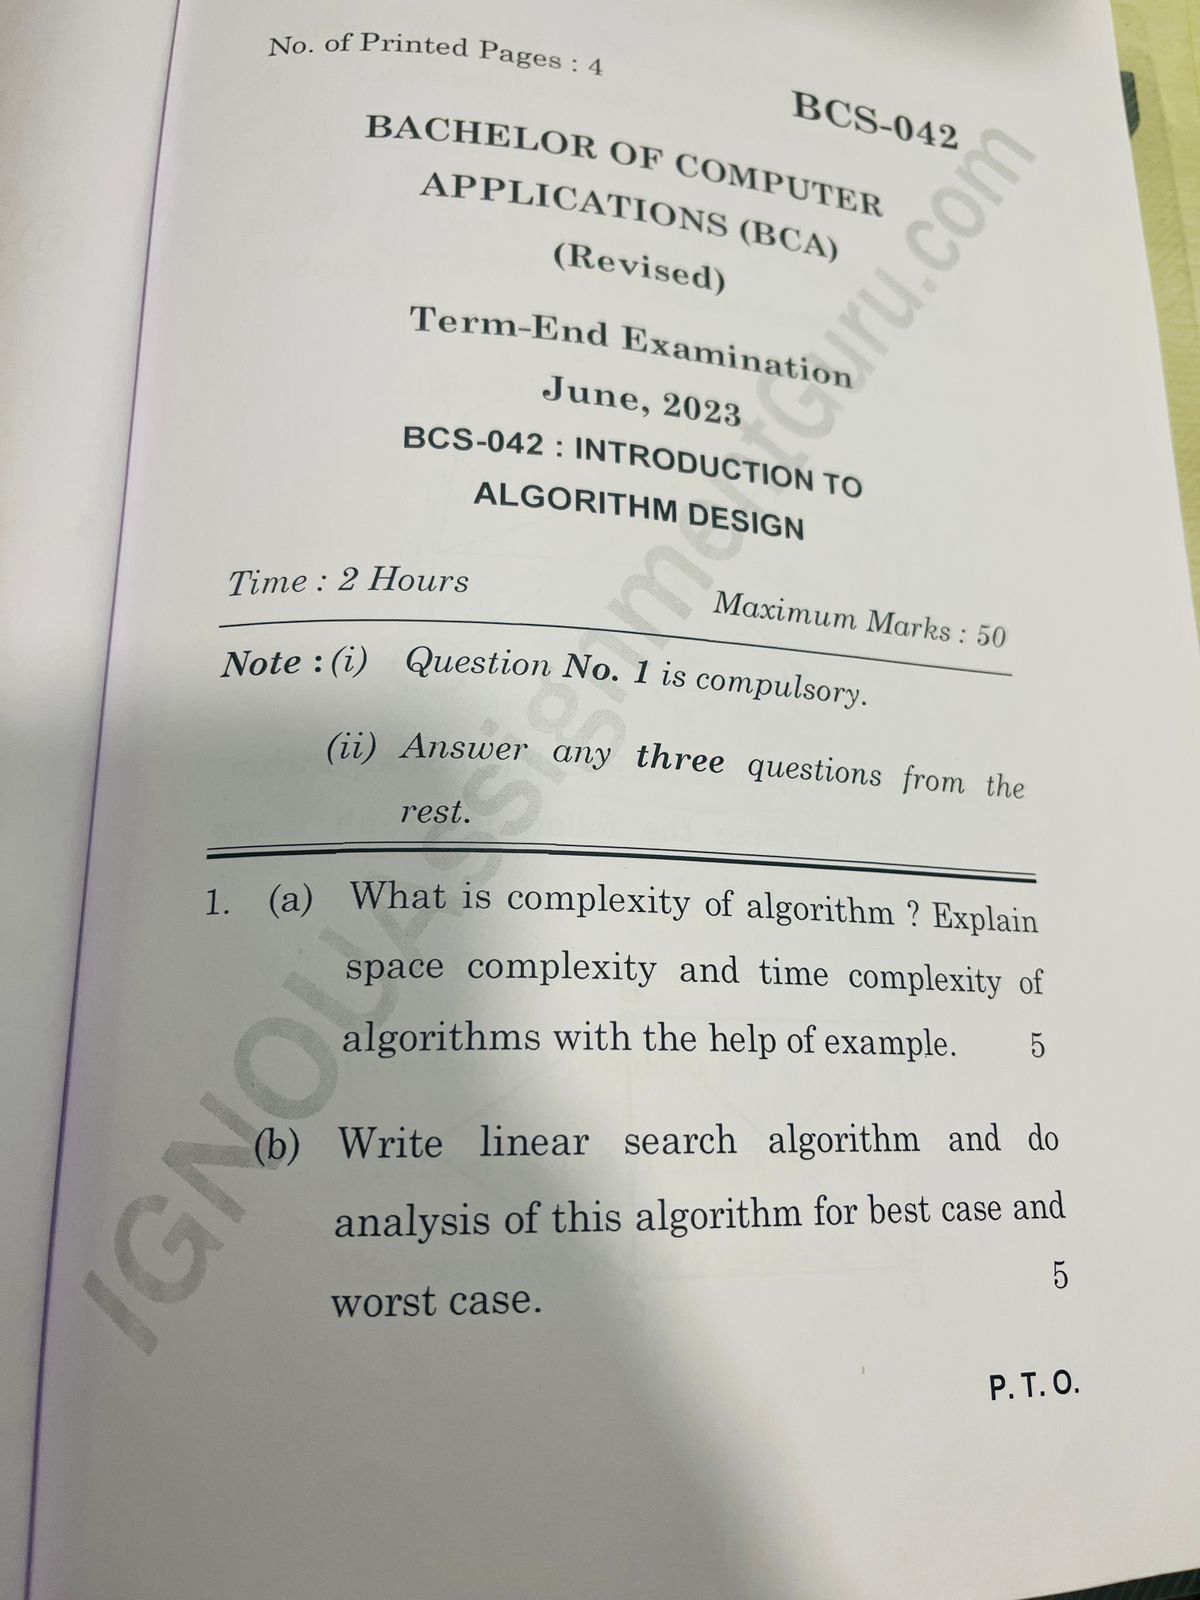 No. of Printed Pages : 4
BCS-042
BACHELOR OF COMPUTER
APPLICATIONS (BCA)
(Revised)
Term-End Examination
June, 2023
BCS-042 : INTRODUCTION TO
ALGORITHM DESIGN
Time : 2 Hours
Maximum Marks : 50
Note : (i) Question No. 1 is compulsory.
(ii) Answer any three questions from the
rest.
1. (a) What is complexity of algorithm ? Explain
space complexity and time complexity of
algorithms with the help of example. 5
(b) Write linear search algorithm and do
analysis of this algorithm for best case and
worst case. 5
P. T. O.
IGNOUAssignmentGuru.com